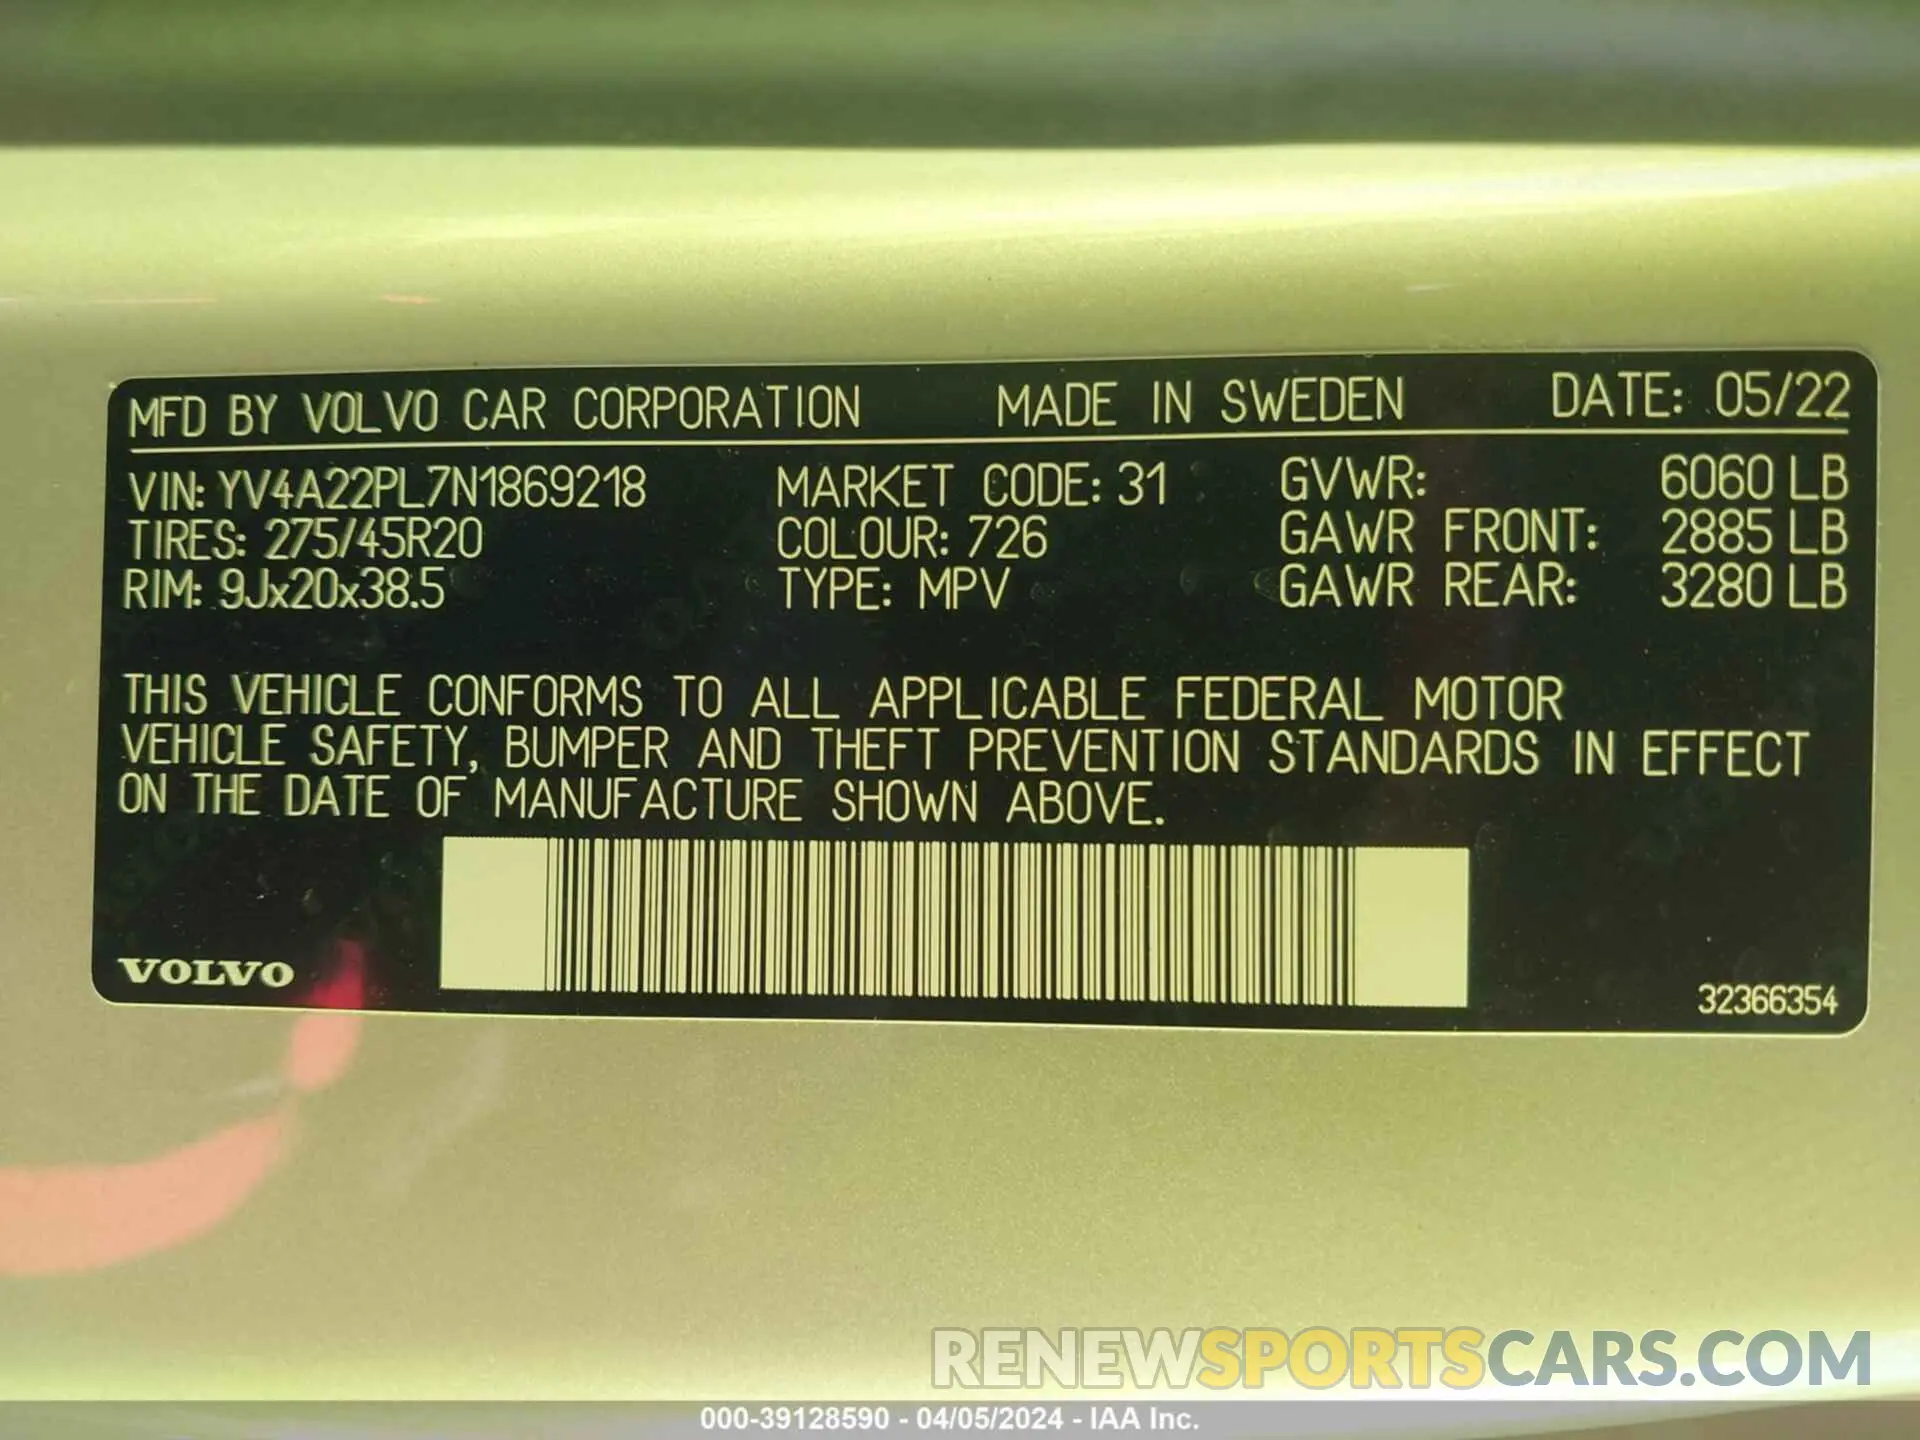 MFD BY VOLVO CAR CORPORATION MADE IN SWEDEN DATE: 05/22
VIN: YV4A22PL7N1869218 MARKET CODE: 31 GVWR: 6060 LB
TIRES: 275/45R20 COLOUR: 726 GAWR FRONT: 2885 LB
RIM: 9Jx20x38.5 TYPE: MPV GAWR REAR: 3280 LB
THIS VEHICLE CONFORMS TO ALL APPLICABLE FEDERAL MOTOR
VEHICLE SAFETY, BUMPER AND THEFT PREVENTION STANDARDS IN EFFECT
ON THE DATE OF MANUFACTURE SHOWN ABOVE.
VOLVO
32366354
RENEWSPORTSCARS.COM
000-39128590 - 04/05/2024 - IAA Inc.